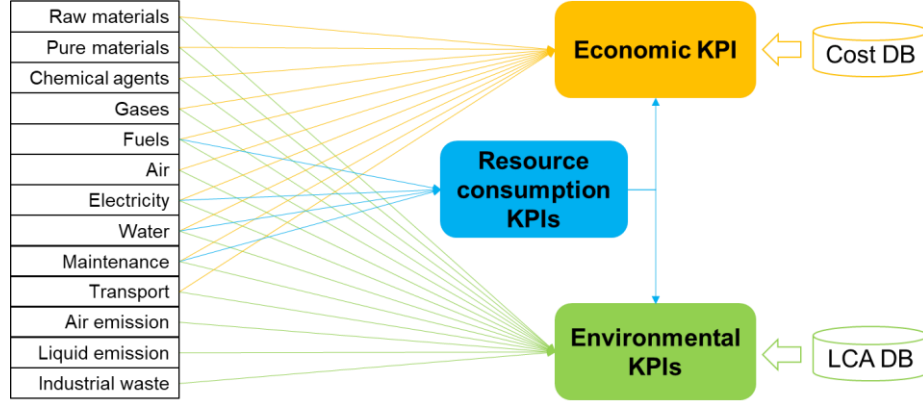 Raw materials
Pure materials
Chemical agents
Gases
Fuels
Air
Electricity
Water
Maintenance
Transport
Air emission
Liquid emission
Industrial waste
Economic KPI
Cost DB
Resource
consumption
KPIs
Environmental
KPIs
LCA DB